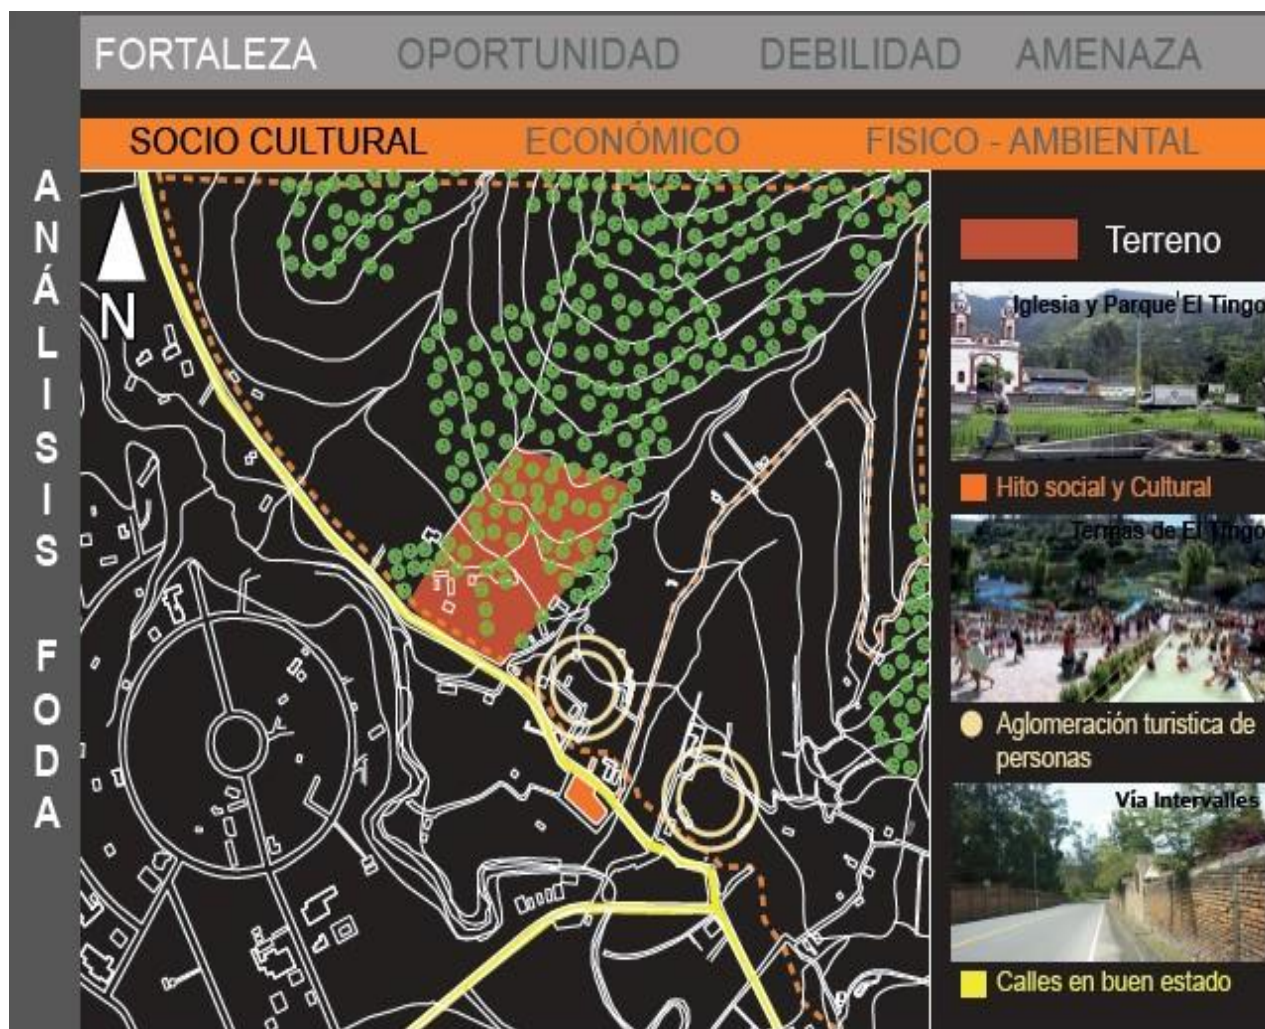 FORTALEZA OPORTUNIDAD DEBILIDAD AMENAZA
SOCIO CULTURAL ECONÓMICO FISICO - AMBIENTAL
ANÁLISIS FODA
N
Terreno
Iglesia y Parque El Tingo
Hito social y Cultural
Termas de El Tingo
Aglomeración turistica de
personas
Vía Intervalles
Calles en buen estado